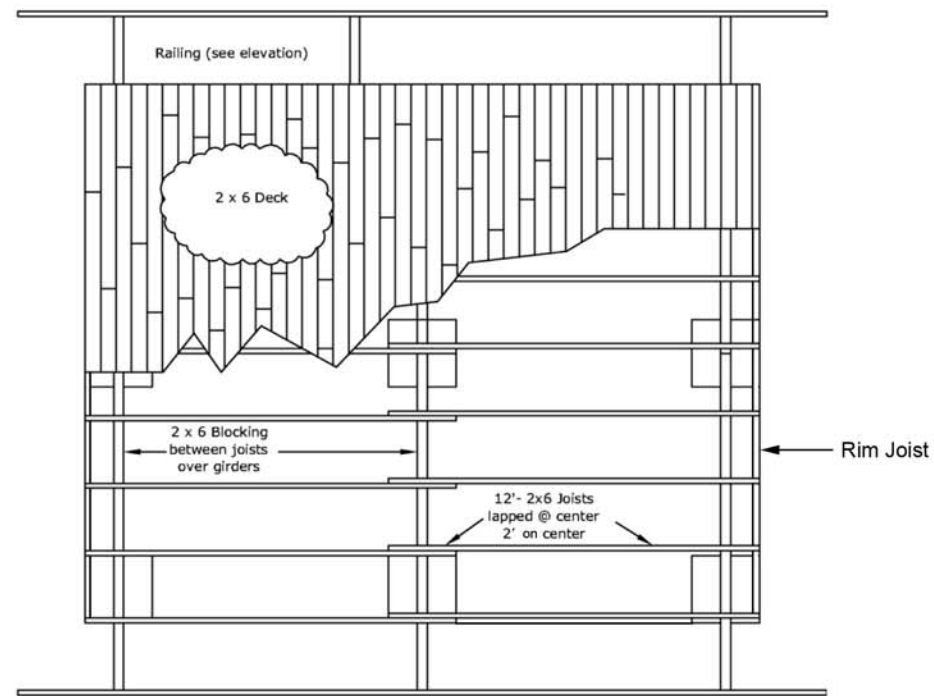 Railing (see elevation)
2 x 6 Deck
2 x 6 Blocking
between joists
over girders
Rim Joist
12'- 2x6 Joists
lapped @ center
2' on center